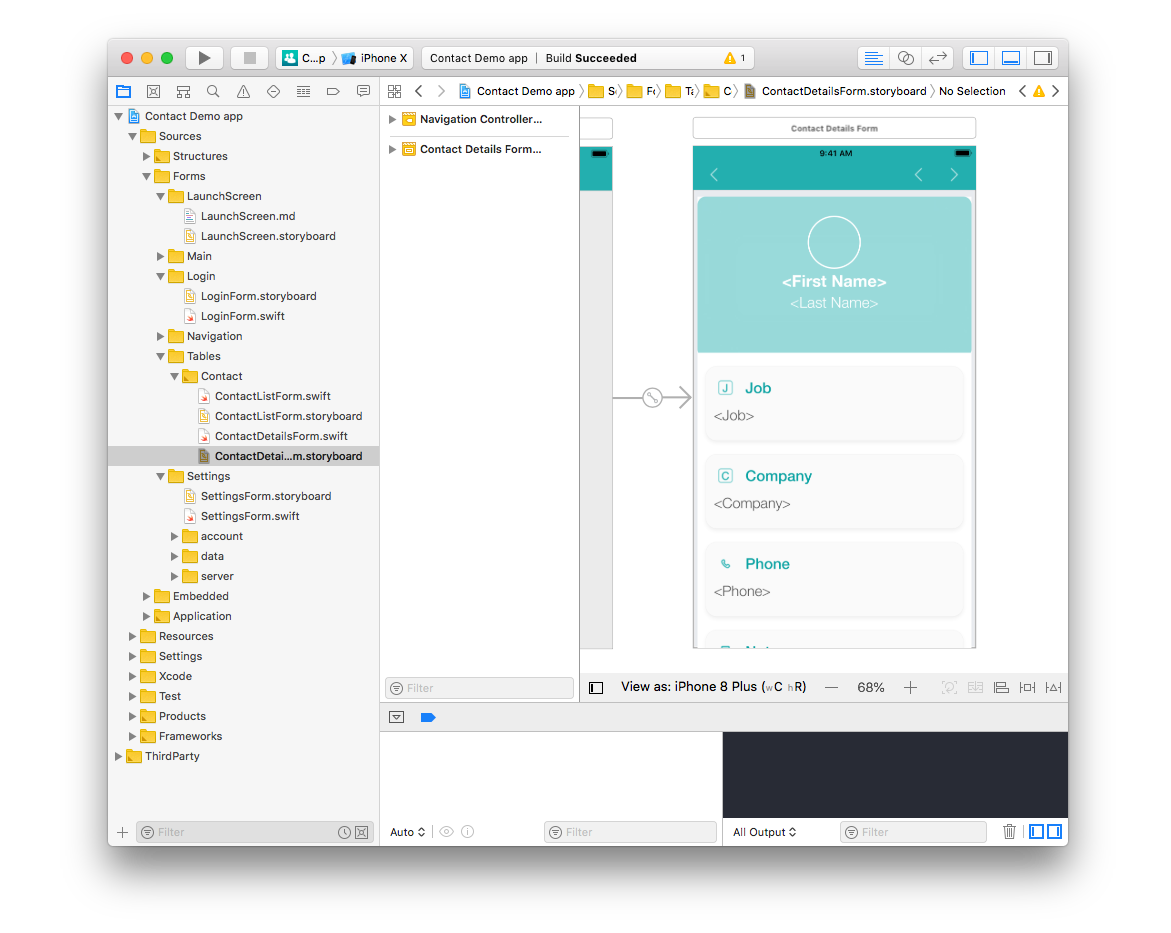 C...p
iPhone X
Contact Demo app | Build Succeeded
1
Contact Demo app
Sources
Structures
Forms
LaunchScreen
LaunchScreen.md
LaunchScreen.storyboard
Main
Login
LoginForm.storyboard
LoginForm.swift
Navigation
Tables
Contact
ContactListForm.swift
ContactListForm.storyboard
ContactDetailsForm.swift
ContactDetai...m.storyboard
Settings
SettingsForm.storyboard
SettingsForm.swift
account
data
server
Embedded
Application
Resources
Settings
Xcode
Test
Products
Frameworks
ThirdParty
Filter
Contact Demo app
C
ContactDetailsForm.storyboard
No Selection
Navigation Controller...
Contact Details Form...
Filter
Contact Details Form
9:41 AM
<First Name>
<Last Name>
J Job
<Job>
C Company
<Company>
Phone
<Phone>
View as: iPhone 8 Plus (wC hR)
68%
Auto
Filter
All Output
Filter